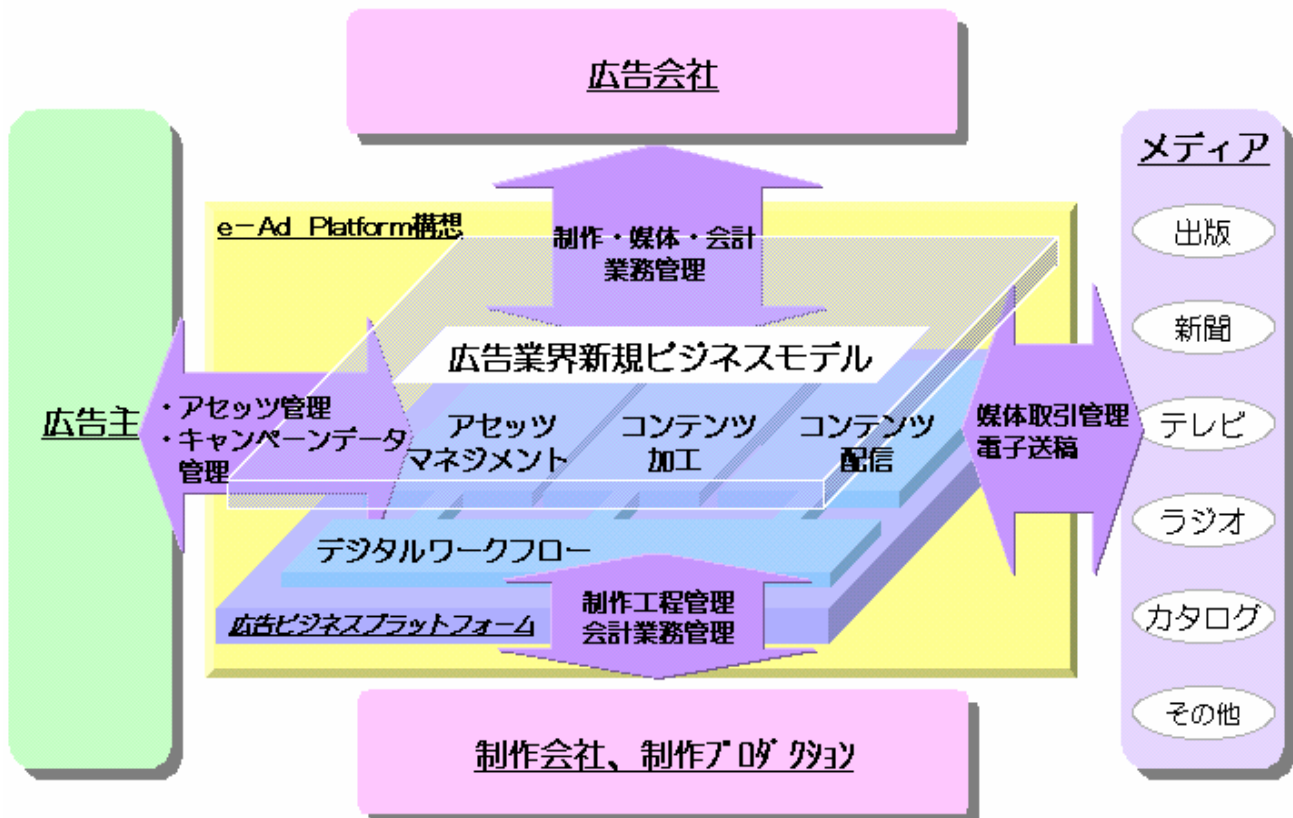 広告会社
メディア
e－Ad Platform構想
制作・媒体・会計
業務管理
出版
新聞
広告業界新規ビジネスモデル
広告主
・アセッツ管理
・キャンペーンデータ
管理
アセッツ
マネジメント
コンテンツ
加工
コンテンツ
配信
媒体取引管理
電子送稿
テレビ
ラジオ
デジタルワークフロー
制作工程管理
会計業務管理
広告ビジネスプラットフォーム
カタログ
その他
制作会社、制作ﾌﾟﾛﾀﾞｸｼｮﾝ